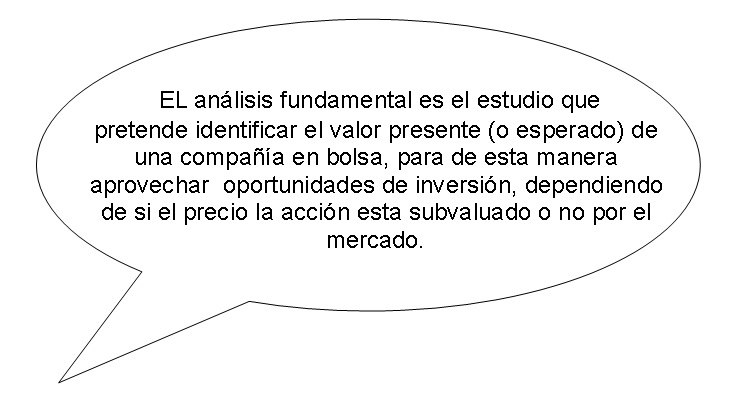 EL análisis fundamental es el estudio que
pretende identificar el valor presente (o esperado) de
una compañía en bolsa, para de esta manera
aprovechar  oportunidades de inversión, dependiendo
de si el precio la acción esta subvaluado o no por el
mercado.